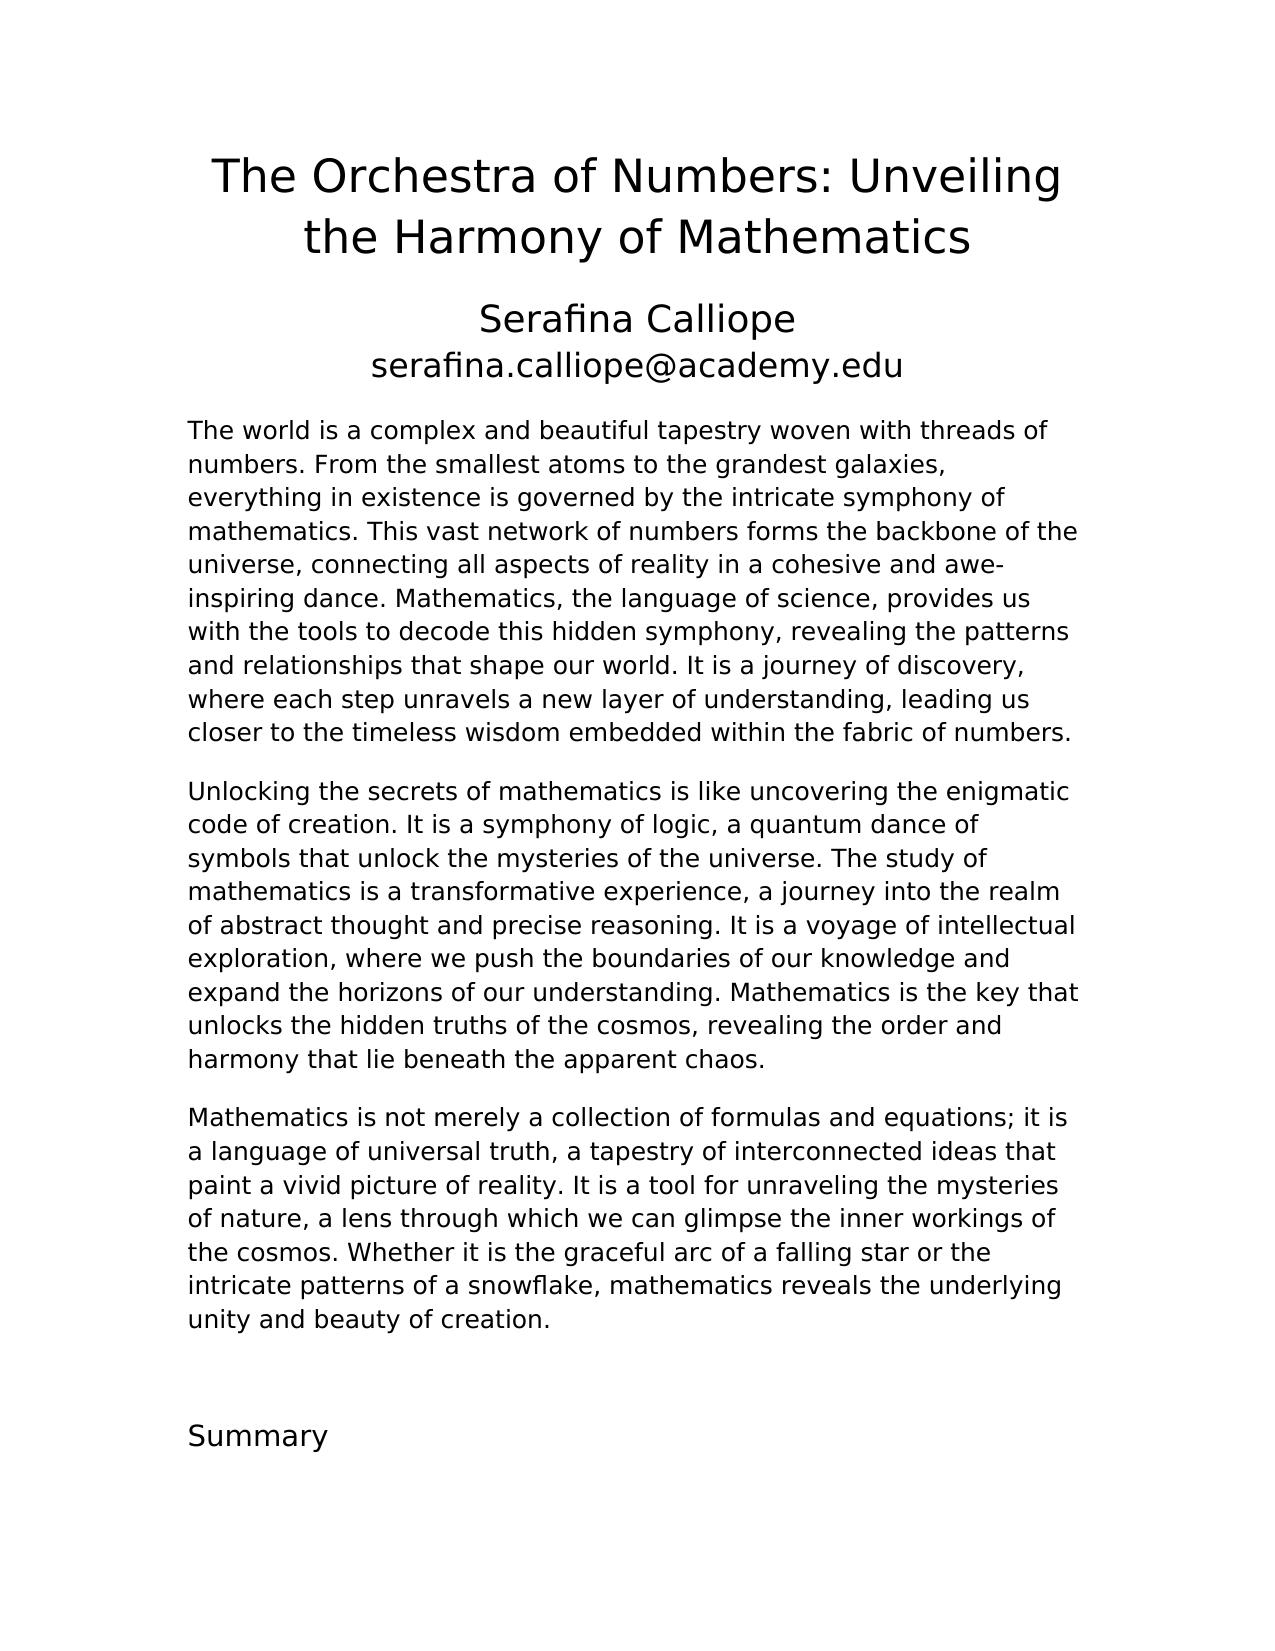 The Orchestra of Numbers: Unveiling
the Harmony of Mathematics
Serafina Calliope
serafina.calliope@academy.edu
The world is a complex and beautiful tapestry woven with threads of
numbers. From the smallest atoms to the grandest galaxies,
everything in existence is governed by the intricate symphony of
mathematics. This vast network of numbers forms the backbone of the
universe, connecting all aspects of reality in a cohesive and awe-
inspiring dance. Mathematics, the language of science, provides us
with the tools to decode this hidden symphony, revealing the patterns
and relationships that shape our world. It is a journey of discovery,
where each step unravels a new layer of understanding, leading us
closer to the timeless wisdom embedded within the fabric of numbers.
Unlocking the secrets of mathematics is like uncovering the enigmatic
code of creation. It is a symphony of logic, a quantum dance of
symbols that unlock the mysteries of the universe. The study of
mathematics is a transformative experience, a journey into the realm
of abstract thought and precise reasoning. It is a voyage of intellectual
exploration, where we push the boundaries of our knowledge and
expand the horizons of our understanding. Mathematics is the key that
unlocks the hidden truths of the cosmos, revealing the order and
harmony that lie beneath the apparent chaos.
Mathematics is not merely a collection of formulas and equations; it is
a language of universal truth, a tapestry of interconnected ideas that
paint a vivid picture of reality. It is a tool for unraveling the mysteries
of nature, a lens through which we can glimpse the inner workings of
the cosmos. Whether it is the graceful arc of a falling star or the
intricate patterns of a snowflake, mathematics reveals the underlying
unity and beauty of creation.
Summary